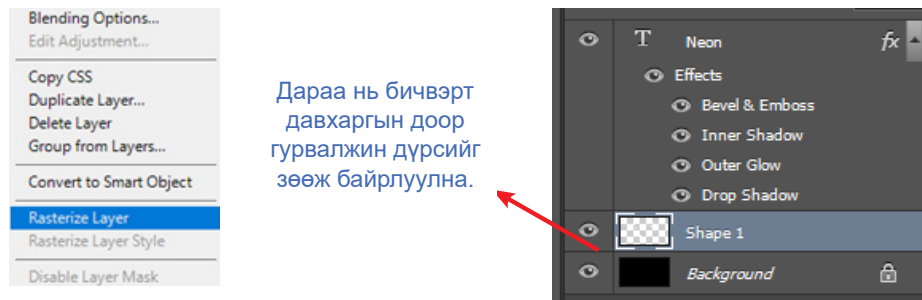 Blending Options...
Edit Adjustment...
Copy CSS
Duplicate Layer...
Delete Layer
Group from Layers...
Convert to Smart Object
Rasterize Layer
Rasterize Layer Style
Disable Layer Mask
Дараа нь бичвэрт
давхаргын доор
гурвалжин дүрсийг
зөөж байрлуулна.
T Neon fx
Effects
Bevel & Emboss
Inner Shadow
Outer Glow
Drop Shadow
Shape 1
Background